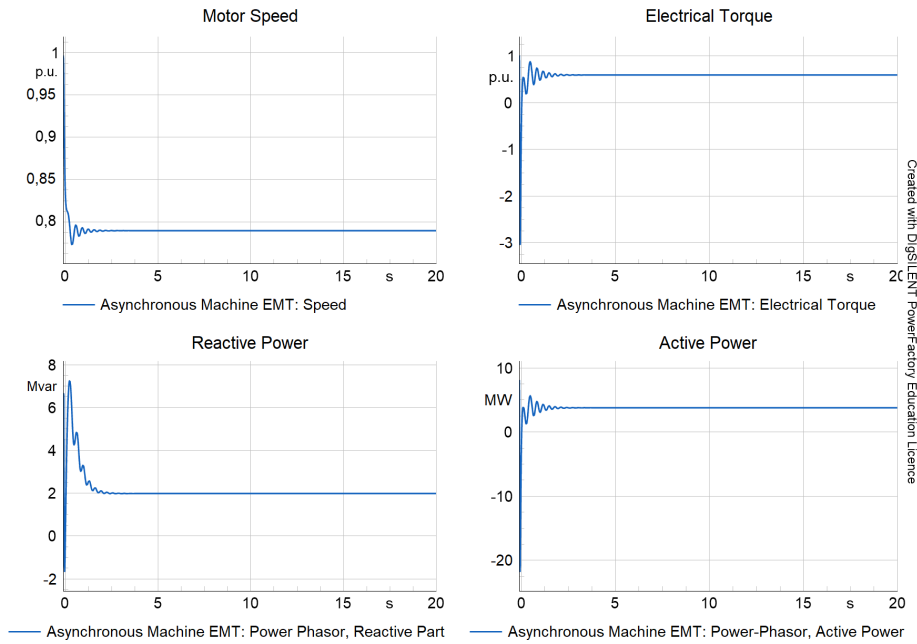 Motor Speed
1
p.u.
0,95
0,9
0,85
0,8
0 5 10 15 s 20
Asynchronous Machine EMT: Speed
Electrical Torque
1
p.u.
0
-1
-2
-3
0 5 10 15 s 20
Asynchronous Machine EMT: Electrical Torque
Reactive Power
8
Mvar
6
4
2
0
-2
0 5 10 15 s 20
Asynchronous Machine EMT: Power Phasor, Reactive Part
Active Power
10
MW
0
-10
-20
0 5 10 15 s 20
Asynchronous Machine EMT: Power-Phasor, Active Power
Created with DIgSILENT PowerFactory Education Licence